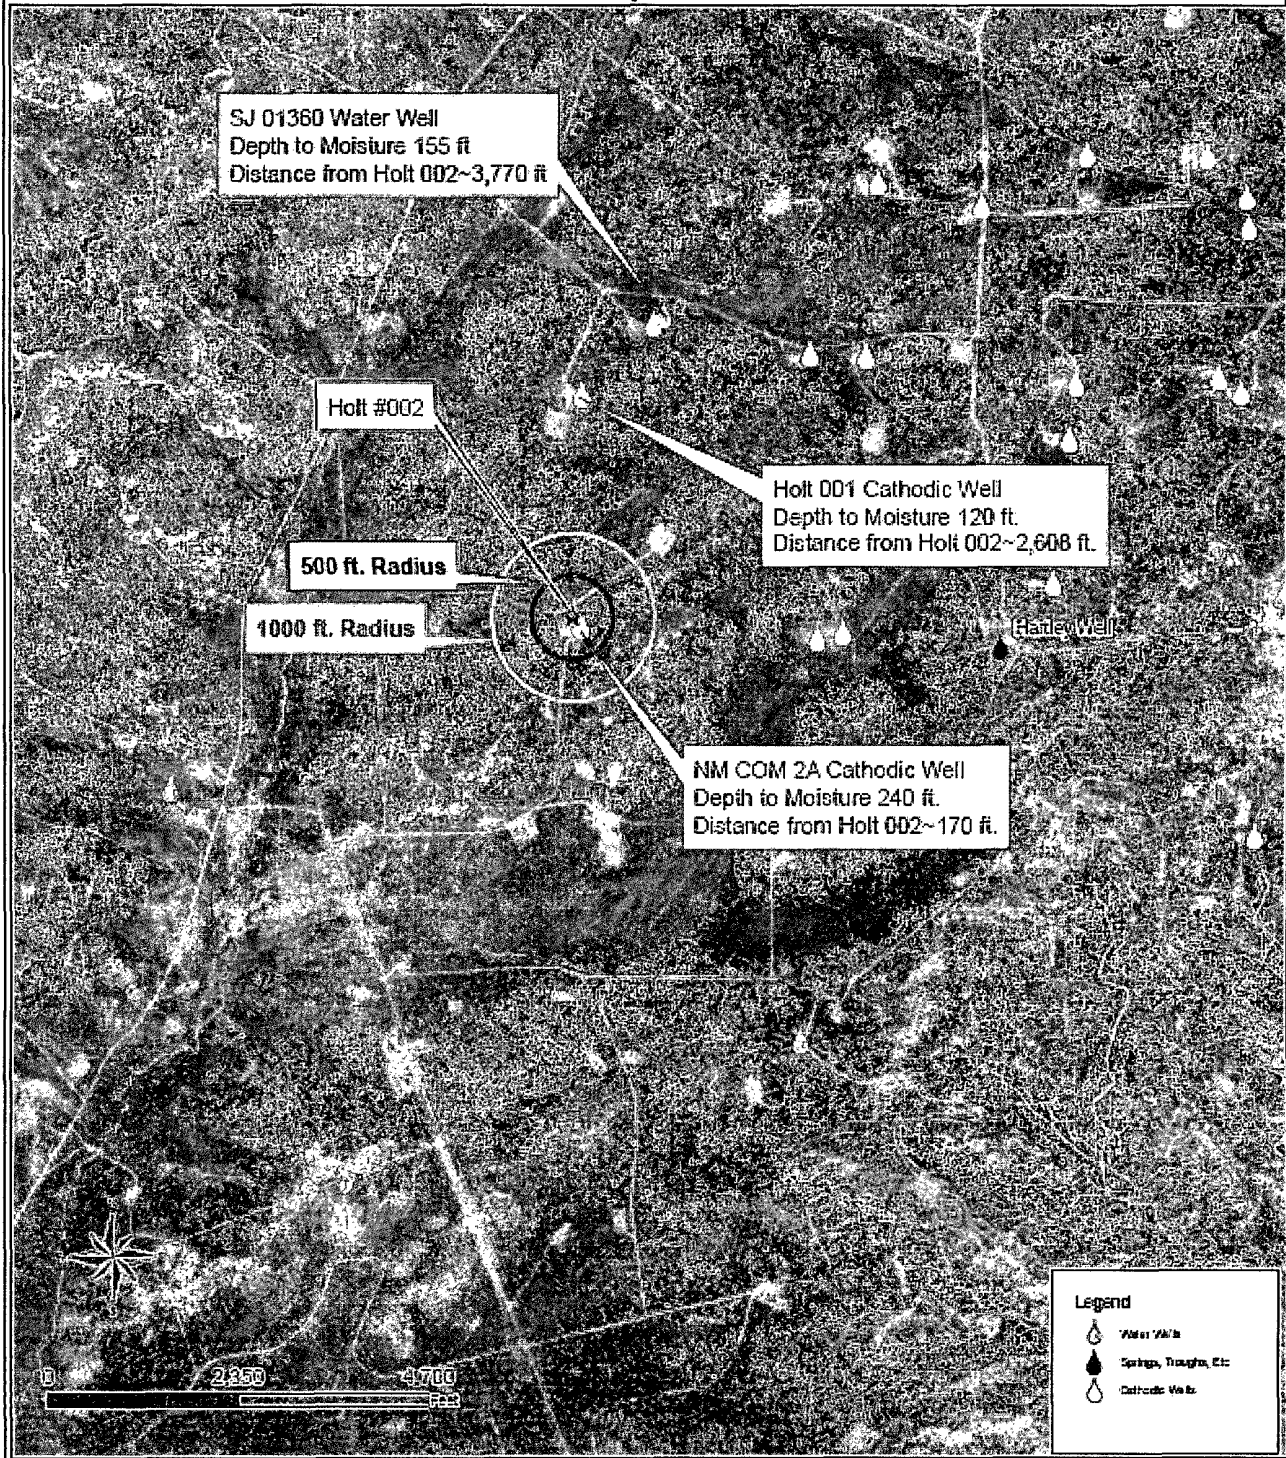 SJ 01360 Water Well
Depth to Moisture 155 ft
Distance from Holt 002~3,770 ft
Holt #002
Holt 001 Cathodic Well
Depth to Moisture 120 ft.
Distance from Holt 002~2,608 ft.
500 ft. Radius
1000 ft. Radius
Hartley Well
NM COM 2A Cathodic Well
Depth to Moisture 240 ft.
Distance from Holt 002~170 ft.
Legend
Water Wells
Springs, Troughs, Etc
Cathodic Wells
0 2,350 4,700
Feet